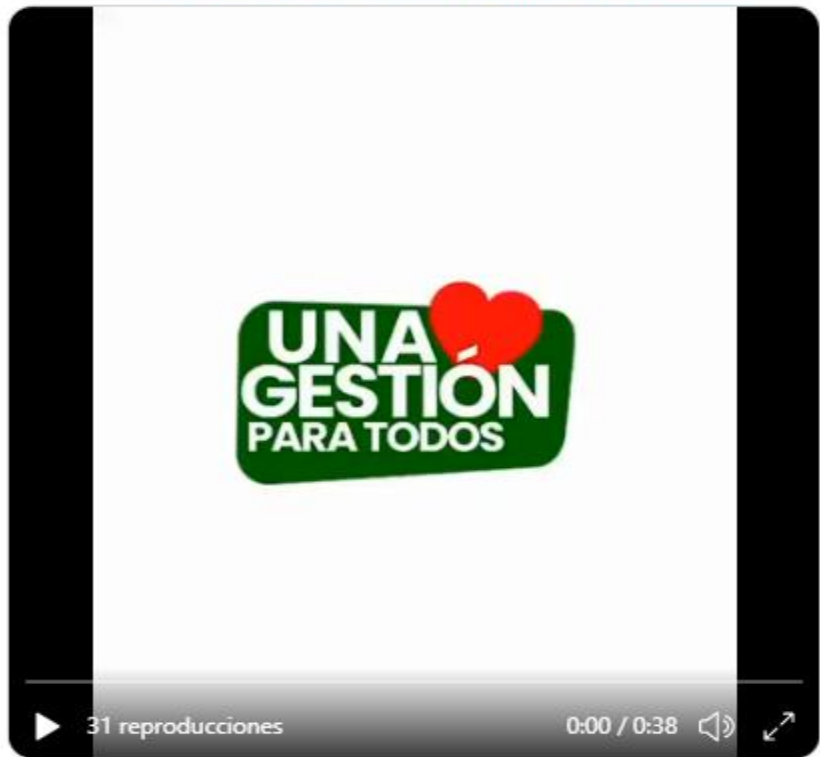 UNA
GESTIÓN
PARA TODOS
31 reproducciones
0:00 / 0:38